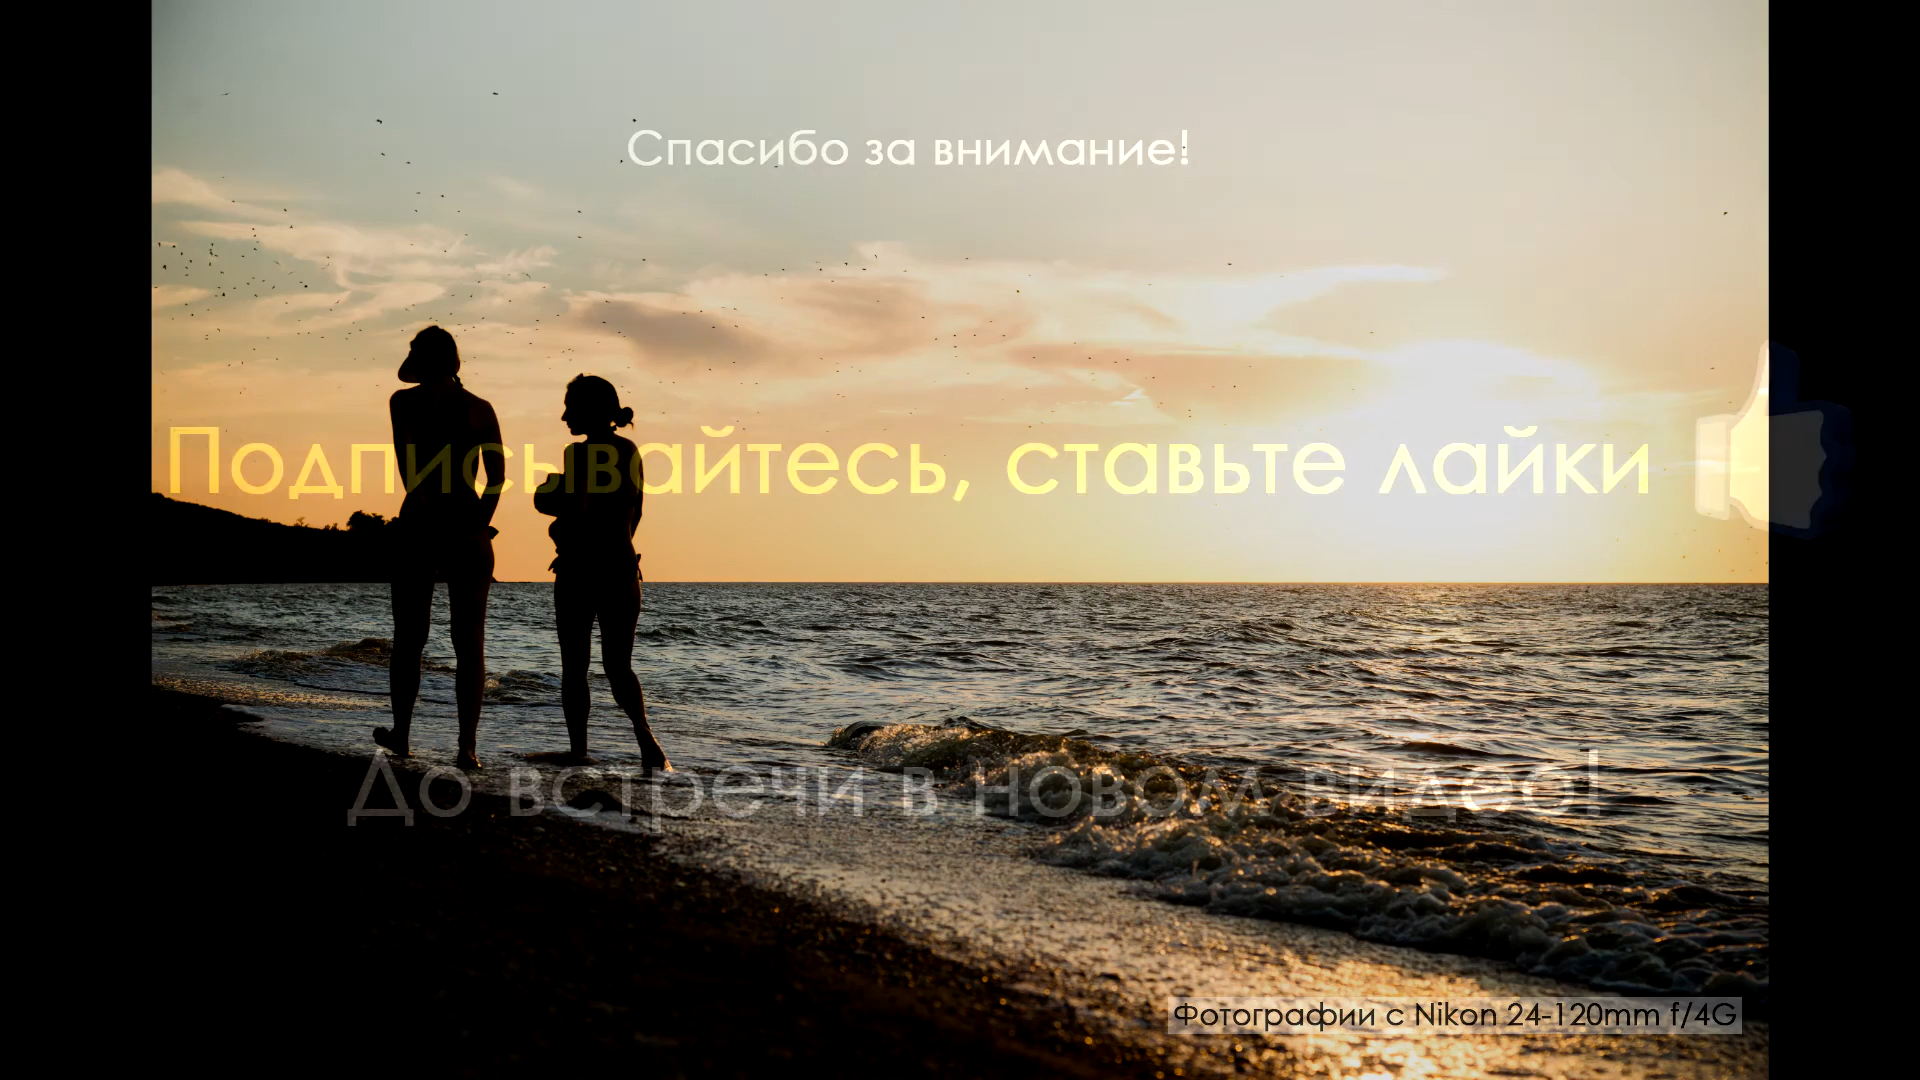 Спасибо за внимание!
Подписывайтесь, ставьте лайки
До встречи в новом видео!
Фотографии с Nikon 24-120mm f/4G